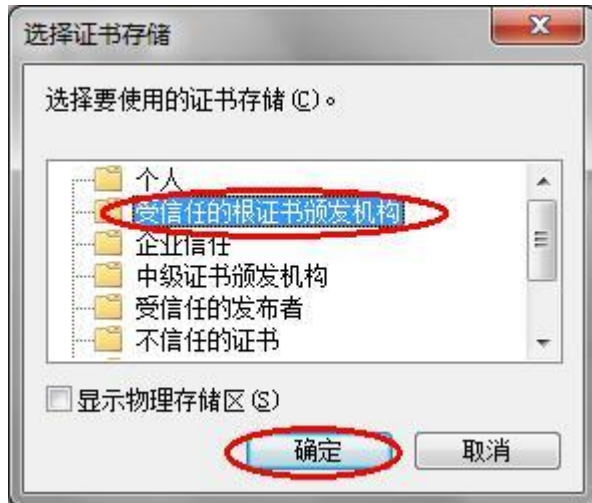 选择证书存储
选择要使用的证书存储(C)。
个人
受信任的根证书颁发机构
企业信任
中级证书颁发机构
受信任的发布者
不信任的证书
显示物理存储区(S)
确定
取消